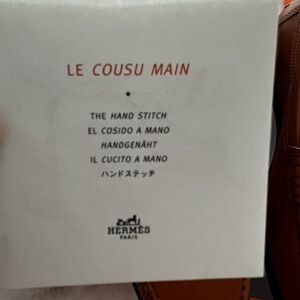 LE COUSU MAIN
THE HAND STITCH
EL COSIDO A MANO
HANDGENÄHT
IL CUCITO A MANO
ハンドステッチ
HERMÈS
PARIS